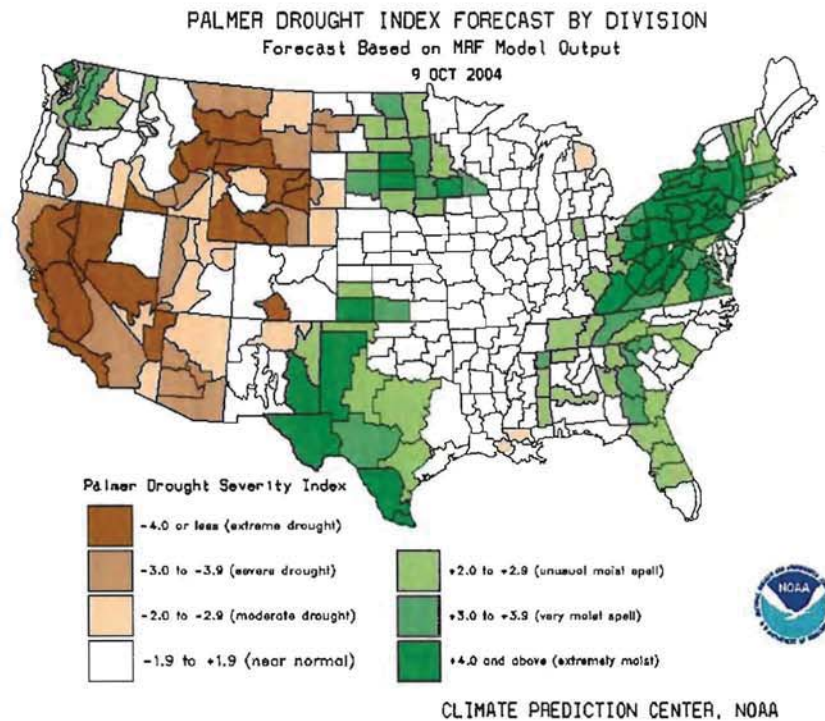 PALMER DROUGHT INDEX FORECAST BY DIVISION
Forecast Based on MRF Model Output
9 OCT 2004
Palmer Drought Severity Index
-4.0 or less (extreme drought)
-3.0 to -3.9 (severe drought)
-2.0 to -2.9 (moderate drought)
-1.9 to +1.9 (near normal)
+2.0 to +2.9 (unusual moist spell)
+3.0 to +3.9 (very moist spell)
+4.0 and above (extremely moist)
NOAA
CLIMATE PREDICTION CENTER, NOAA